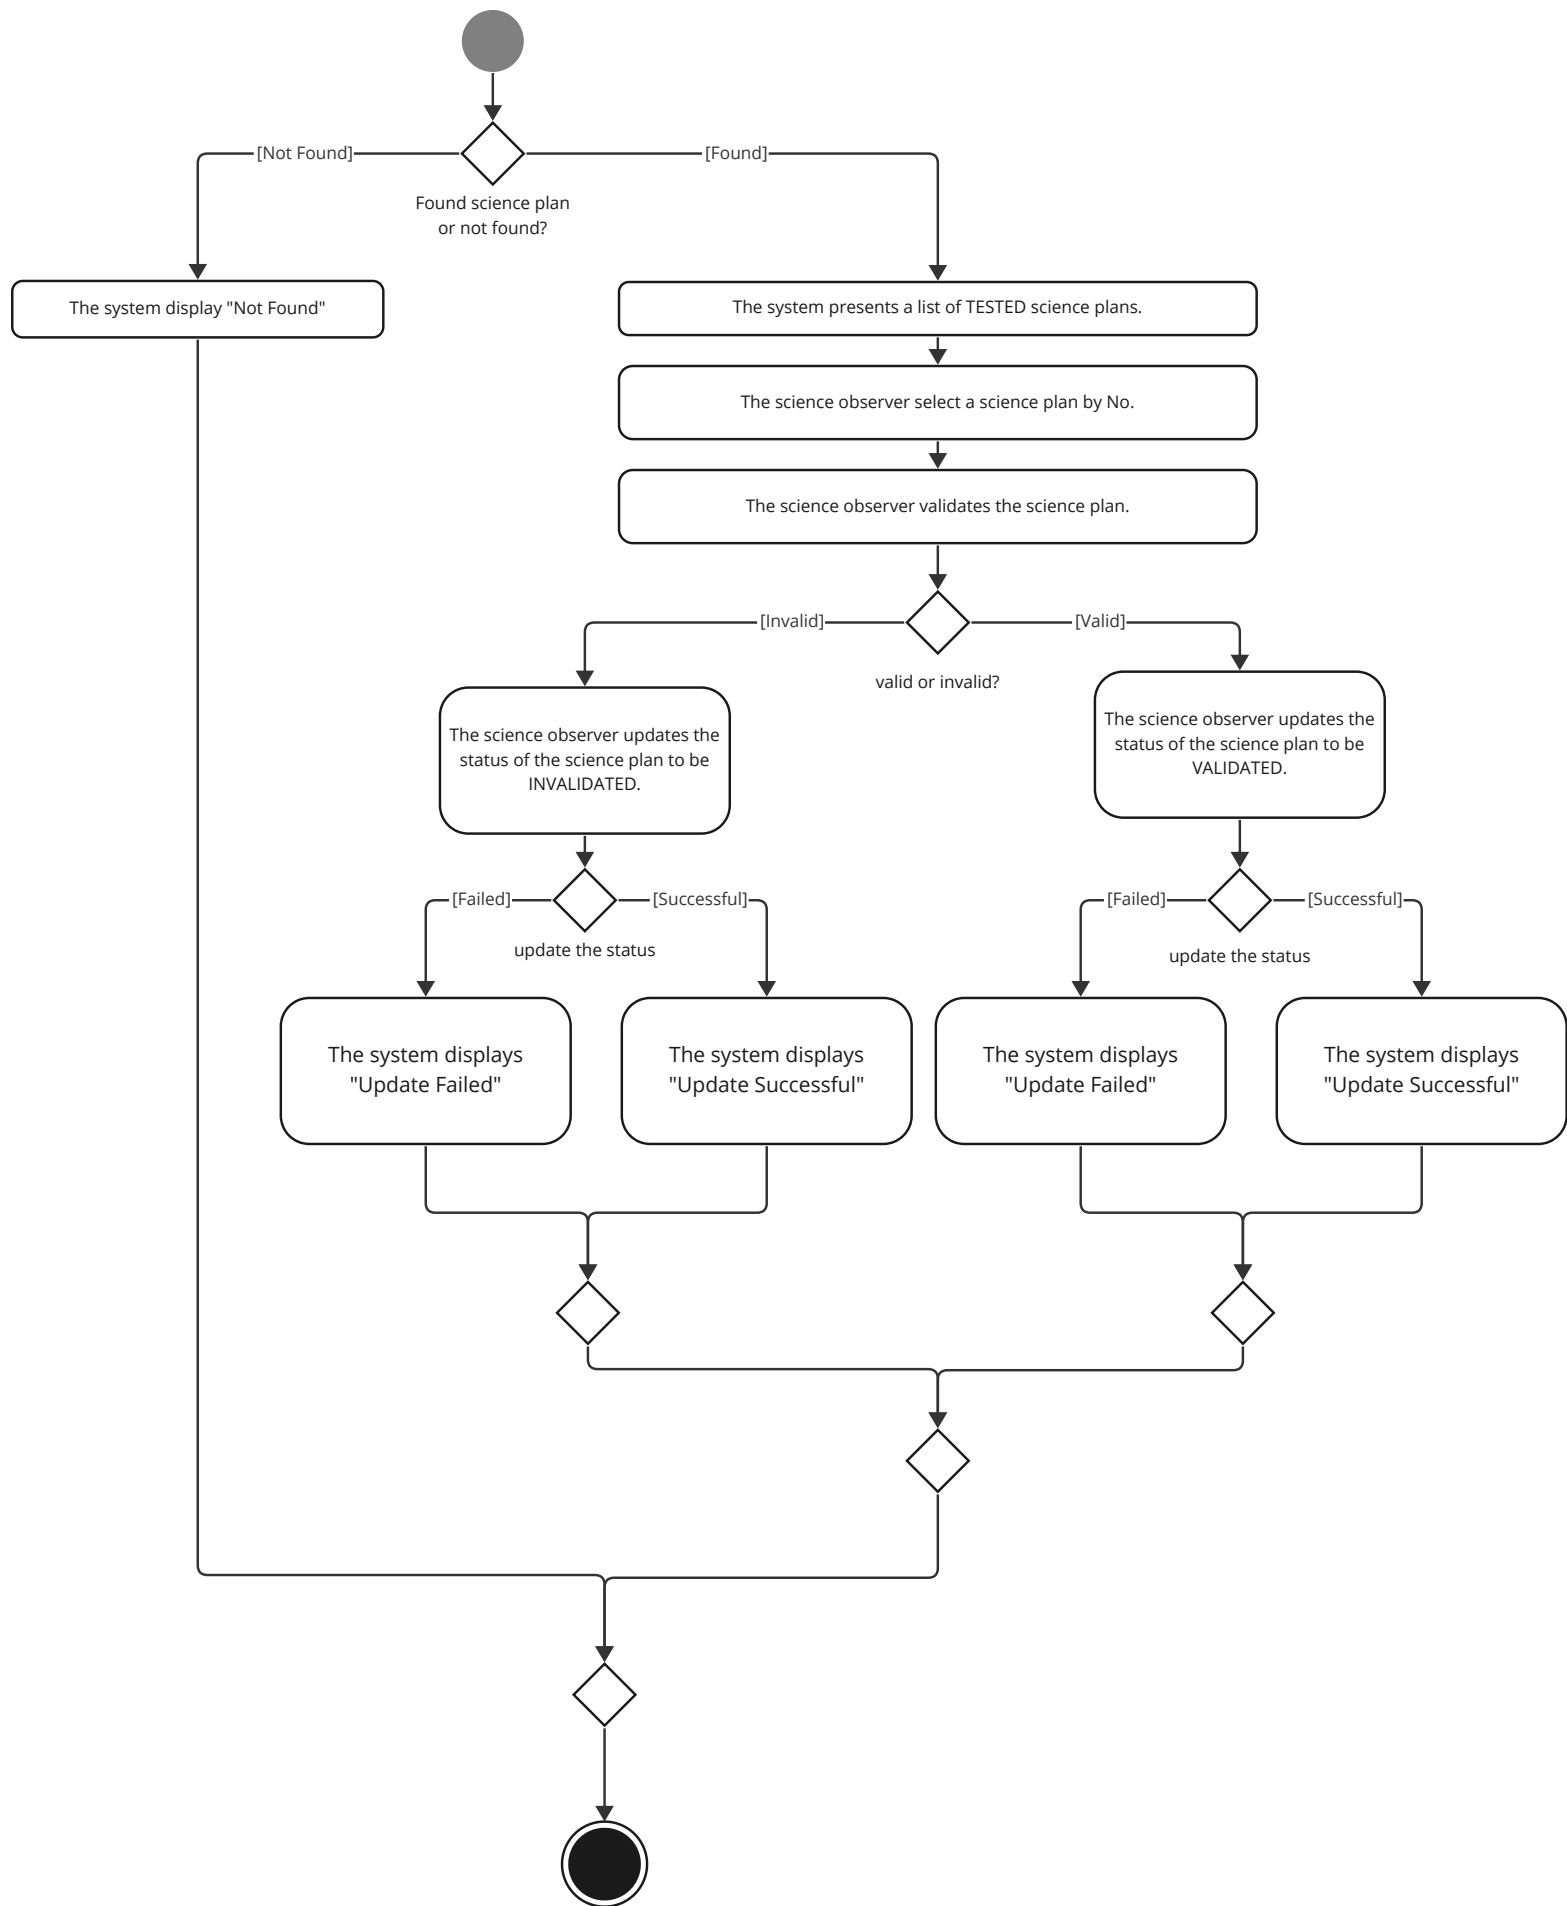 [Not Found]
[Found]
Found science plan
or not found?
The system display "Not Found"
The system presents a list of TESTED science plans.
The science observer select a science plan by No.
The science observer validates the science plan.
[Invalid]
[Valid]
valid or invalid?
The science observer updates the
status of the science plan to be
INVALIDATED.
The science observer updates the
status of the science plan to be
VALIDATED.
[Failed]
[Successful]
update the status
[Failed]
[Successful]
update the status
The system displays
"Update Failed"
The system displays
"Update Successful"
The system displays
"Update Failed"
The system displays
"Update Successful"